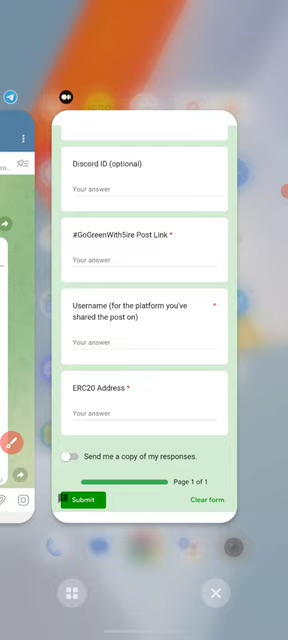 Discord ID (optional)
Your answer
#GoGreenWith5ire Post Link *
Your answer
Username (for the platform you've *
shared the post on)
Your answer
ERC20 Address *
Your answer
Send me a copy of my responses.
Page 1 of 1
Submit
Clear form